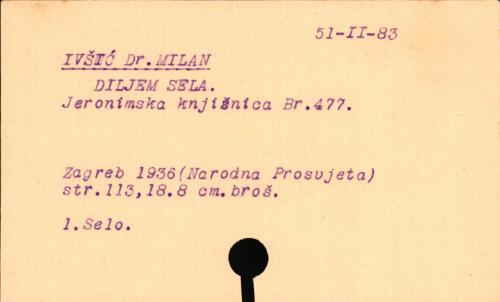 51-II-83
IVŠIĆ Dr. MILAN
DILJEM SELA.
Jeronimska knjižnica Br.477.
Zagreb 1936(Narodna Prosvjeta)
str.113,18.8 cm.broš.
1.Selo.